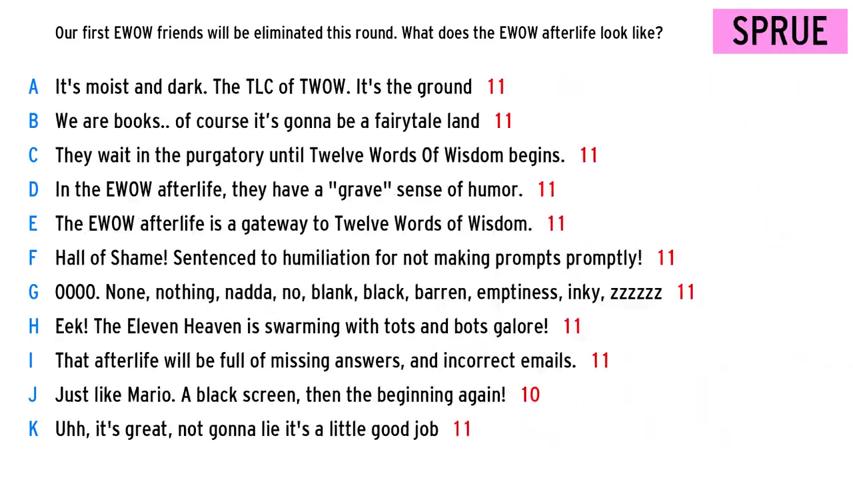 Our first EWOW friends will be eliminated this round. What does the EWOW afterlife look like?
SPRUE
A It's moist and dark. The TLC of TWOW. It's the ground 11
B We are books.. of course it's gonna be a fairytale land 11
C They wait in the purgatory until Twelve Words Of Wisdom begins. 11
D In the EWOW afterlife, they have a "grave" sense of humor. 11
E The EWOW afterlife is a gateway to Twelve Words of Wisdom. 11
F Hall of Shame! Sentenced to humiliation for not making prompts promptly! 11
G OOOO. None, nothing, nadda, no, blank, black, barren, emptiness, inky, zzzzzz 11
H Eek! The Eleven Heaven is swarming with tots and bots galore! 11
I That afterlife will be full of missing answers, and incorrect emails. 11
J Just like Mario. A black screen, then the beginning again! 10
K Uhh, it's great, not gonna lie it's a little good job 11